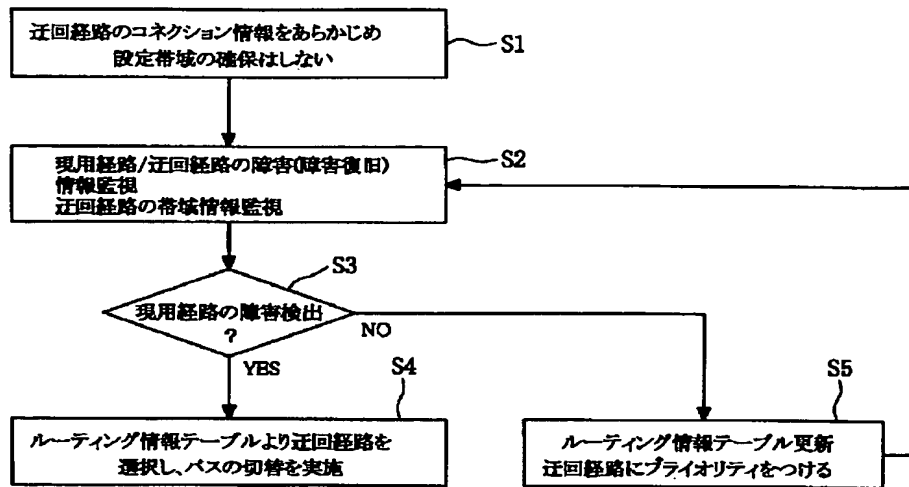 迂回経路のコネクション情報をあらかじめ
設定帯域の確保はしない
S1
現用経路/迂回経路の障害(障害復旧)
情報監視
迂回経路の帯域情報監視
S2
S3
現用経路の障害検出
?
NO
YES
S4
ルーティング情報テーブルより迂回経路を
選択し、パスの切替を実施
S5
ルーティング情報テーブル更新
迂回経路にプライオリティをつける